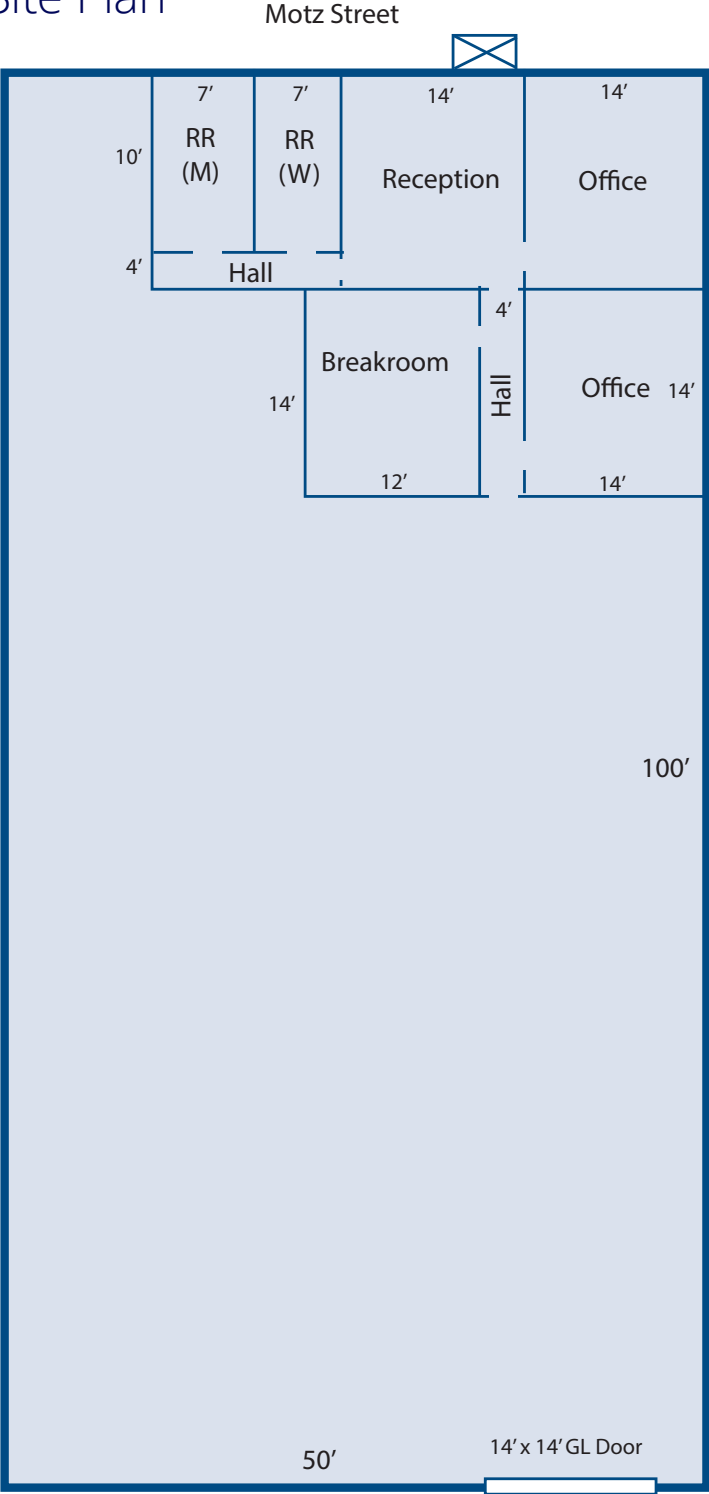 Site Plan
Motz Street
7’
7’
14’
14’
RR
(M)
RR
(W)
10’
Reception
Office
4’
Hall
4’
Breakroom
Hall
Office
14’
14’
12’
14’
100’
50’
14’ x 14’ GL Door